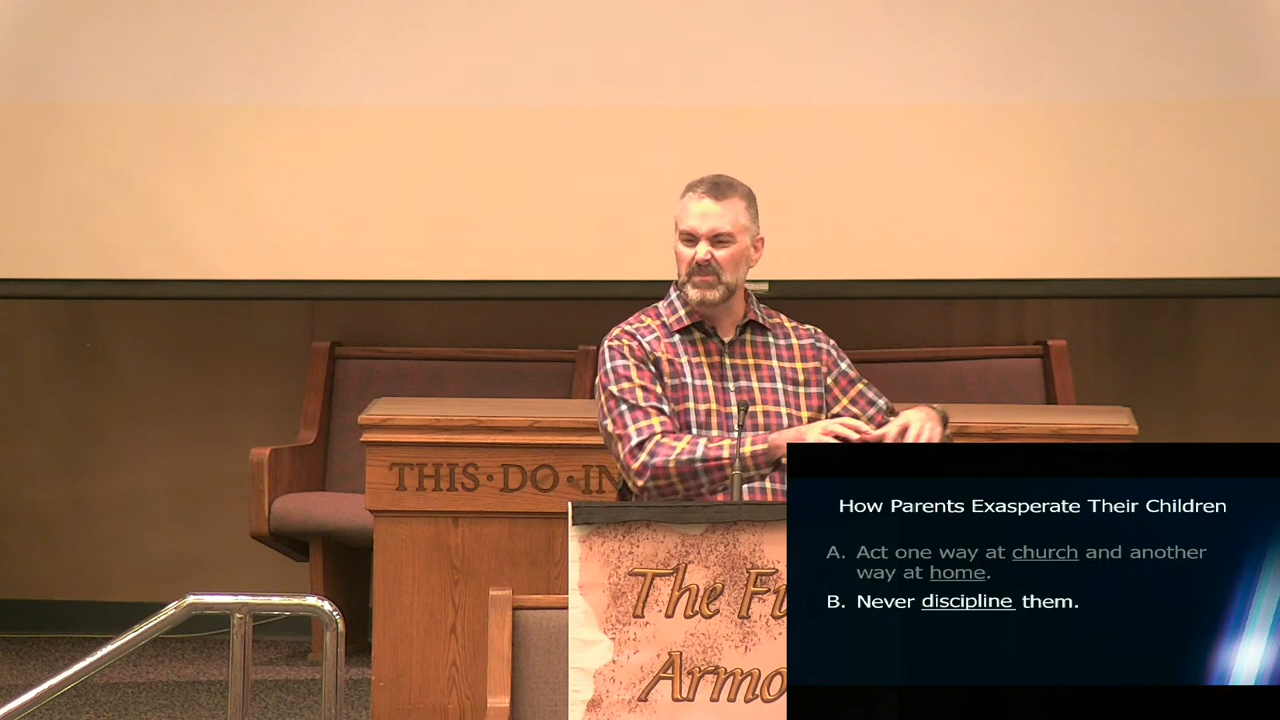 THIS·DO·IN
The Fu
Armo
How Parents Exasperate Their Children
A. Act one way at church and another
way at home.
B. Never discipline them.